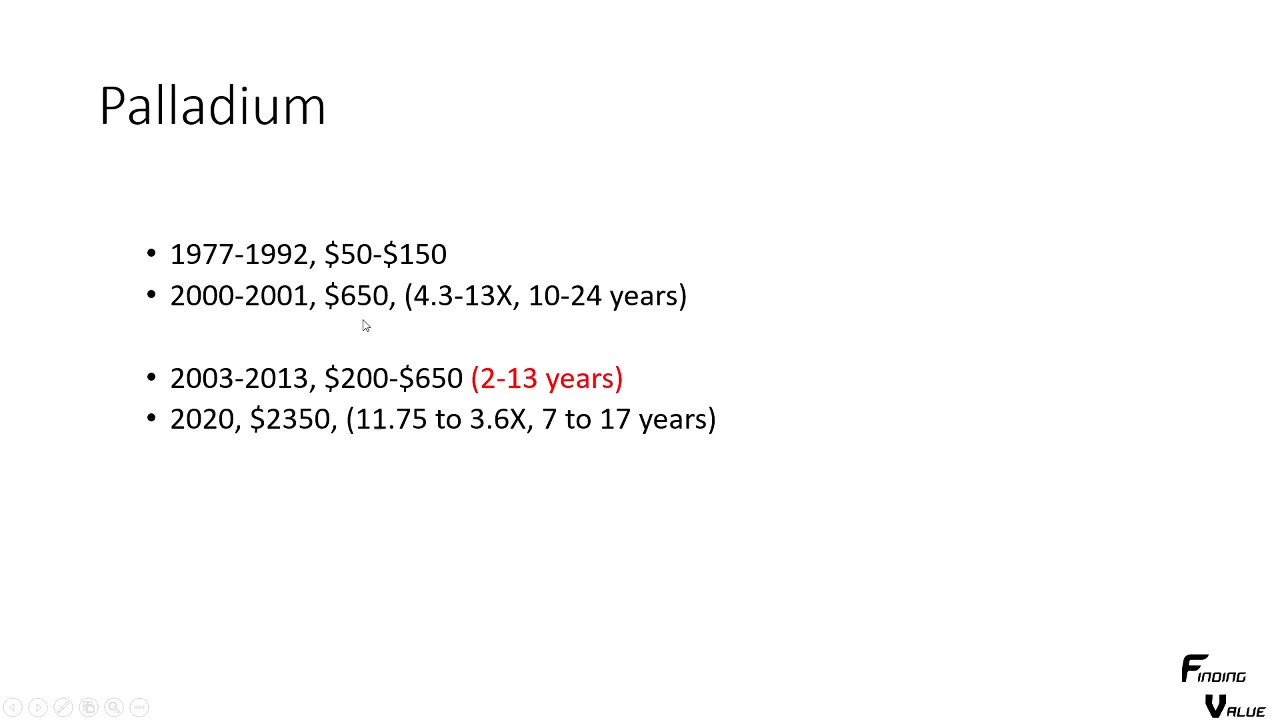 Palladium
• 1977-1992, $50-$150
• 2000-2001, $650, (4.3-13X, 10-24 years)
• 2003-2013, $200-$650 (2-13 years)
• 2020, $2350, (11.75 to 3.6X, 7 to 17 years)
FINDING
VALUE